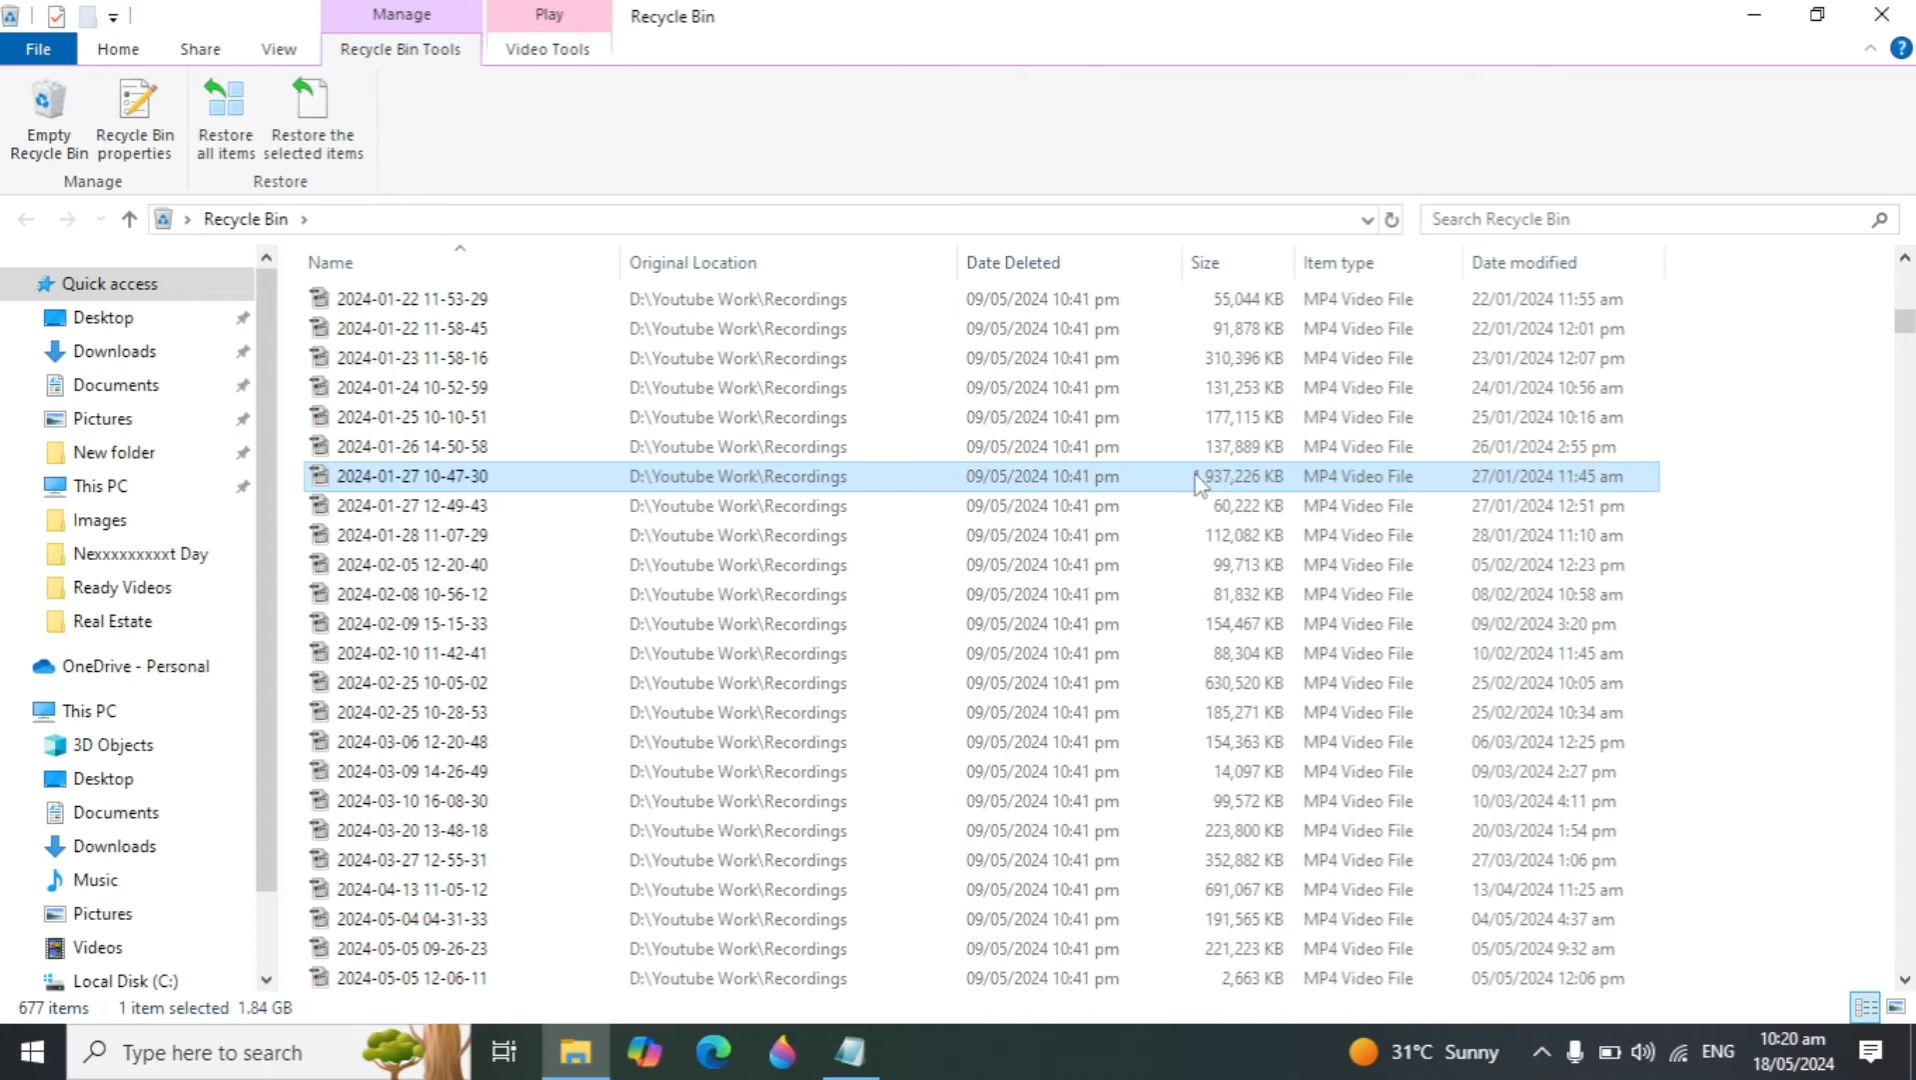 Manage Play Recycle Bin
File Home Share View Recycle Bin Tools Video Tools
Empty Recycle Bin
Recycle Bin properties
Restore all items
Restore the selected items
Manage Restore
Recycle Bin Search Recycle Bin
Quick access
Desktop
Downloads
Documents
Pictures
New folder
This PC
Images
Nexxxxxxxxt Day
Ready Videos
Real Estate
OneDrive - Personal
This PC
3D Objects
Desktop
Documents
Downloads
Music
Pictures
Videos
Local Disk (C:)
Name Original Location Date Deleted Size Item type Date modified
2024-01-22 11-53-29 D:\Youtube Work\Recordings 09/05/2024 10:41 pm 55,044 KB MP4 Video File 22/01/2024 11:55 am
2024-01-22 11-58-45 D:\Youtube Work\Recordings 09/05/2024 10:41 pm 91,878 KB MP4 Video File 22/01/2024 12:01 pm
2024-01-23 11-58-16 D:\Youtube Work\Recordings 09/05/2024 10:41 pm 310,396 KB MP4 Video File 23/01/2024 12:07 pm
2024-01-24 10-52-59 D:\Youtube Work\Recordings 09/05/2024 10:41 pm 131,253 KB MP4 Video File 24/01/2024 10:56 am
2024-01-25 10-10-51 D:\Youtube Work\Recordings 09/05/2024 10:41 pm 177,115 KB MP4 Video File 25/01/2024 10:16 am
2024-01-26 14-50-58 D:\Youtube Work\Recordings 09/05/2024 10:41 pm 137,889 KB MP4 Video File 26/01/2024 2:55 pm
2024-01-27 10-47-30 D:\Youtube Work\Recordings 09/05/2024 10:41 pm 937,226 KB MP4 Video File 27/01/2024 11:45 am
2024-01-27 12-49-43 D:\Youtube Work\Recordings 09/05/2024 10:41 pm 60,222 KB MP4 Video File 27/01/2024 12:51 pm
2024-01-28 11-07-29 D:\Youtube Work\Recordings 09/05/2024 10:41 pm 112,082 KB MP4 Video File 28/01/2024 11:10 am
2024-02-05 12-20-40 D:\Youtube Work\Recordings 09/05/2024 10:41 pm 99,713 KB MP4 Video File 05/02/2024 12:23 pm
2024-02-08 10-56-12 D:\Youtube Work\Recordings 09/05/2024 10:41 pm 81,832 KB MP4 Video File 08/02/2024 10:58 am
2024-02-09 15-15-33 D:\Youtube Work\Recordings 09/05/2024 10:41 pm 154,467 KB MP4 Video File 09/02/2024 3:20 pm
2024-02-10 11-42-41 D:\Youtube Work\Recordings 09/05/2024 10:41 pm 88,304 KB MP4 Video File 10/02/2024 11:45 am
2024-02-25 10-05-02 D:\Youtube Work\Recordings 09/05/2024 10:41 pm 630,520 KB MP4 Video File 25/02/2024 10:05 am
2024-02-25 10-28-53 D:\Youtube Work\Recordings 09/05/2024 10:41 pm 185,271 KB MP4 Video File 25/02/2024 10:34 am
2024-03-06 12-20-48 D:\Youtube Work\Recordings 09/05/2024 10:41 pm 154,363 KB MP4 Video File 06/03/2024 12:25 pm
2024-03-09 14-26-49 D:\Youtube Work\Recordings 09/05/2024 10:41 pm 14,097 KB MP4 Video File 09/03/2024 2:27 pm
2024-03-10 16-08-30 D:\Youtube Work\Recordings 09/05/2024 10:41 pm 99,572 KB MP4 Video File 10/03/2024 4:11 pm
2024-03-20 13-48-18 D:\Youtube Work\Recordings 09/05/2024 10:41 pm 223,800 KB MP4 Video File 20/03/2024 1:54 pm
2024-03-27 12-55-31 D:\Youtube Work\Recordings 09/05/2024 10:41 pm 352,882 KB MP4 Video File 27/03/2024 1:06 pm
2024-04-13 11-05-12 D:\Youtube Work\Recordings 09/05/2024 10:41 pm 691,067 KB MP4 Video File 13/04/2024 11:25 am
2024-05-04 04-31-33 D:\Youtube Work\Recordings 09/05/2024 10:41 pm 191,565 KB MP4 Video File 04/05/2024 4:37 am
2024-05-05 09-26-23 D:\Youtube Work\Recordings 09/05/2024 10:41 pm 221,223 KB MP4 Video File 05/05/2024 9:32 am
2024-05-05 12-06-11 D:\Youtube Work\Recordings 09/05/2024 10:41 pm 2,663 KB MP4 Video File 05/05/2024 12:06 pm
677 items 1 item selected 1.84 GB
Type here to search 31°C Sunny ENG 10:20 am
18/05/2024